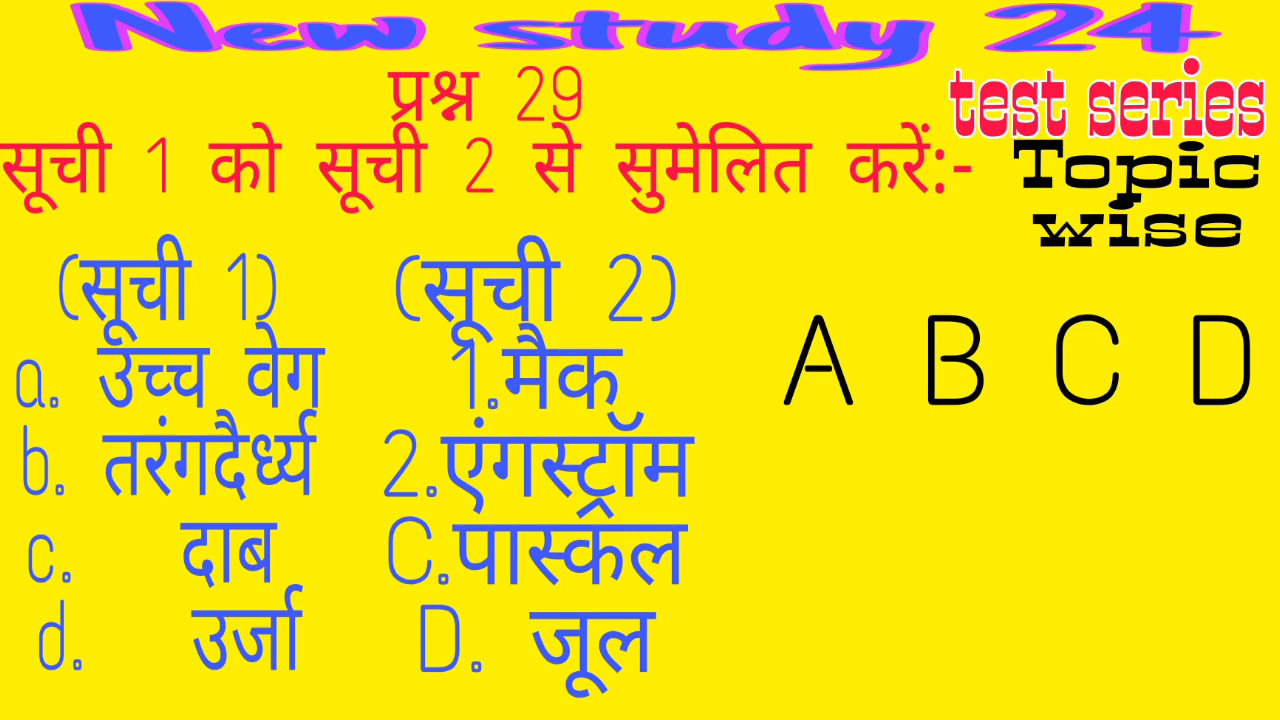 New study 24
प्रश्न 29
test series
सूची 1 को सूची 2 से सुमेलित करें:-
Topic
wise
(सूची 1) (सूची 2)
A B C D
a. उच्च वेग 1.मैक
b. तरंगदैर्ध्य 2.एंगस्ट्रॉम
c. दाब C.पास्कल
d. उर्जा D. जूल